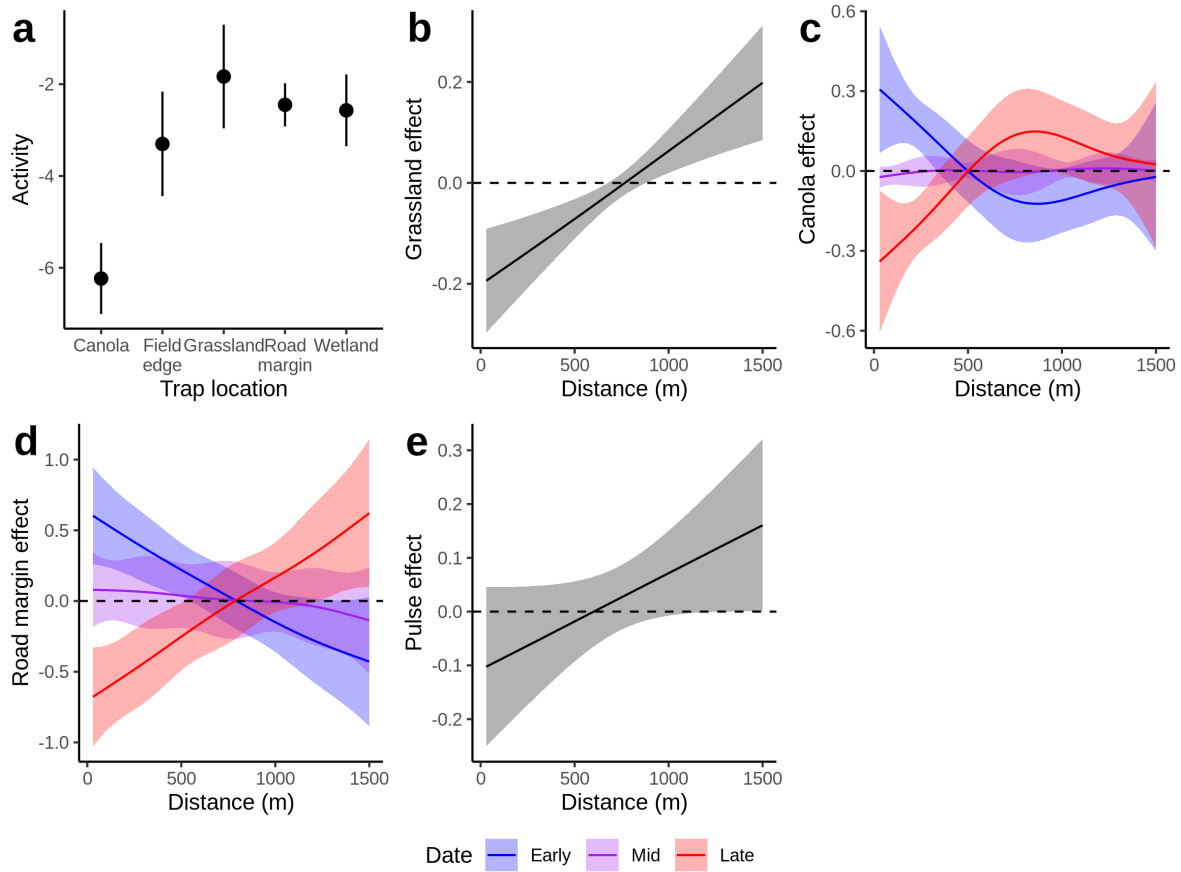 a
Activity
-2
-4
-6
Canola Field edge Grassland Road margin Wetland
Trap location
b
Grassland effect
0.2
0.0
-0.2
0 500 1000 1500
Distance (m)
c
Canola effect
0.6
0.3
0.0
-0.3
-0.6
0 500 1000 1500
Distance (m)
d
Road margin effect
1.0
0.5
0.0
-0.5
-1.0
0 500 1000 1500
Distance (m)
e
Pulse effect
0.3
0.2
0.1
0.0
-0.1
-0.2
0 500 1000 1500
Distance (m)
Date Early Mid Late